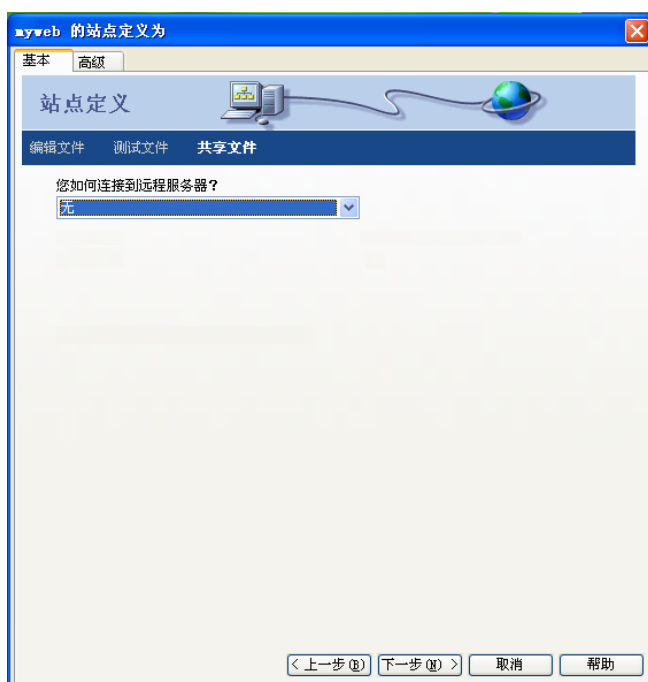 myweb 的站点定义为
基本 高级
站点定义
编辑文件 测试文件 共享文件
您如何连接到远程服务器?
无
< 上一步(B) 下一步(N) > 取消 帮助